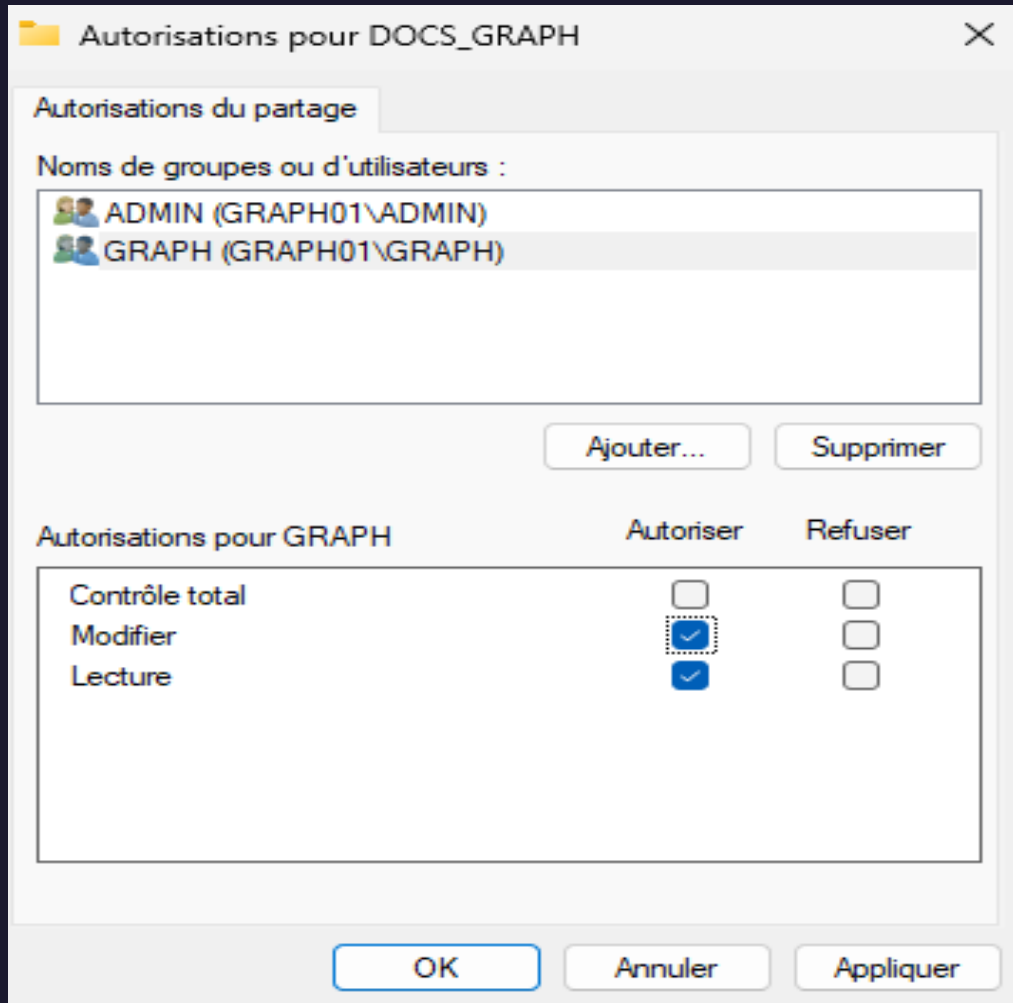 Autorisations pour DOCS_GRAPH
Autorisations du partage
Noms de groupes ou d'utilisateurs :
ADMIN (GRAPH01\ADMIN)
GRAPH (GRAPH01\GRAPH)
Ajouter... Supprimer
Autorisations pour GRAPH Autoriser Refuser
Contrôle total
Modifier
Lecture
OK Annuler Appliquer